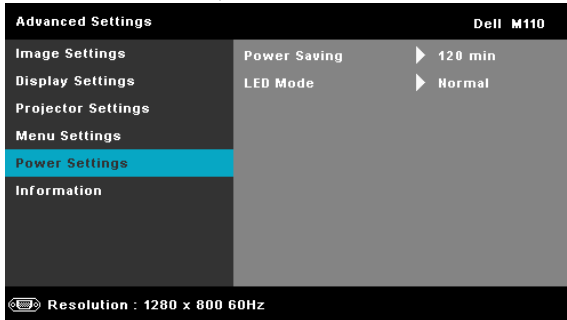 Advanced Settings Dell M110
Image Settings Power Saving 120 min
Display Settings LED Mode Normal
Projector Settings
Menu Settings
Power Settings
Information
Resolution : 1280 x 800 60Hz